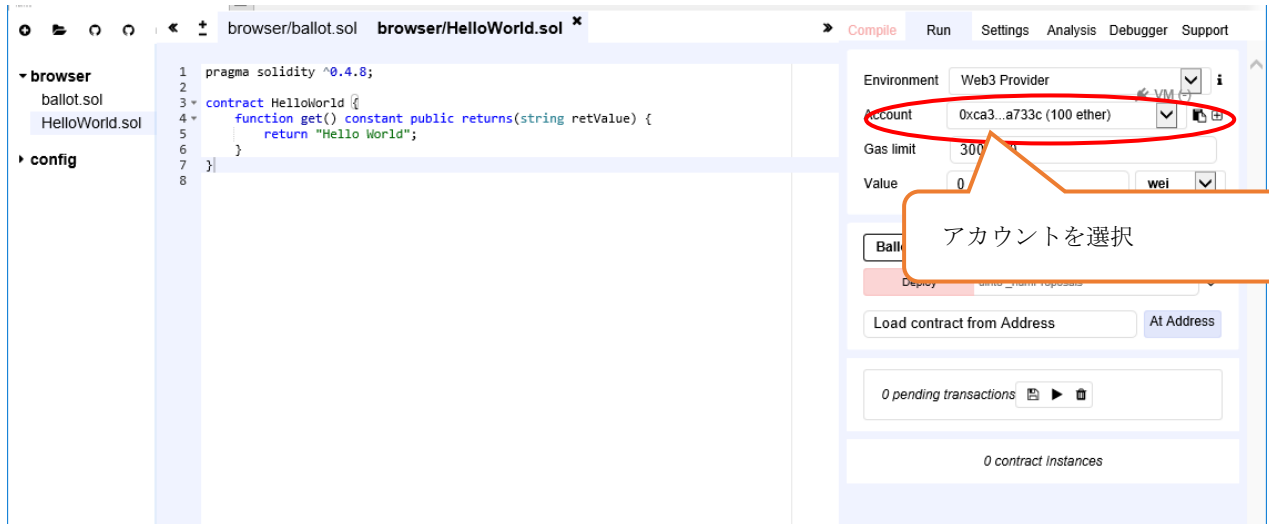 browser/ballot.sol browser/HelloWorld.sol
browser
ballot.sol
HelloWorld.sol
config
1 pragma solidity ^0.4.8;
2
3 contract HelloWorld {
4 function get() constant public returns(string retValue) {
5 return "Hello World";
6 }
7 }
8
Compile Run Settings Analysis Debugger Support
Environment Web3 Provider
VM (-)
Account 0xca3...a733c (100 ether)
Gas limit
Value 0 wei
アカウントを選択
Load contract from Address At Address
0 pending transactions
0 contract Instances